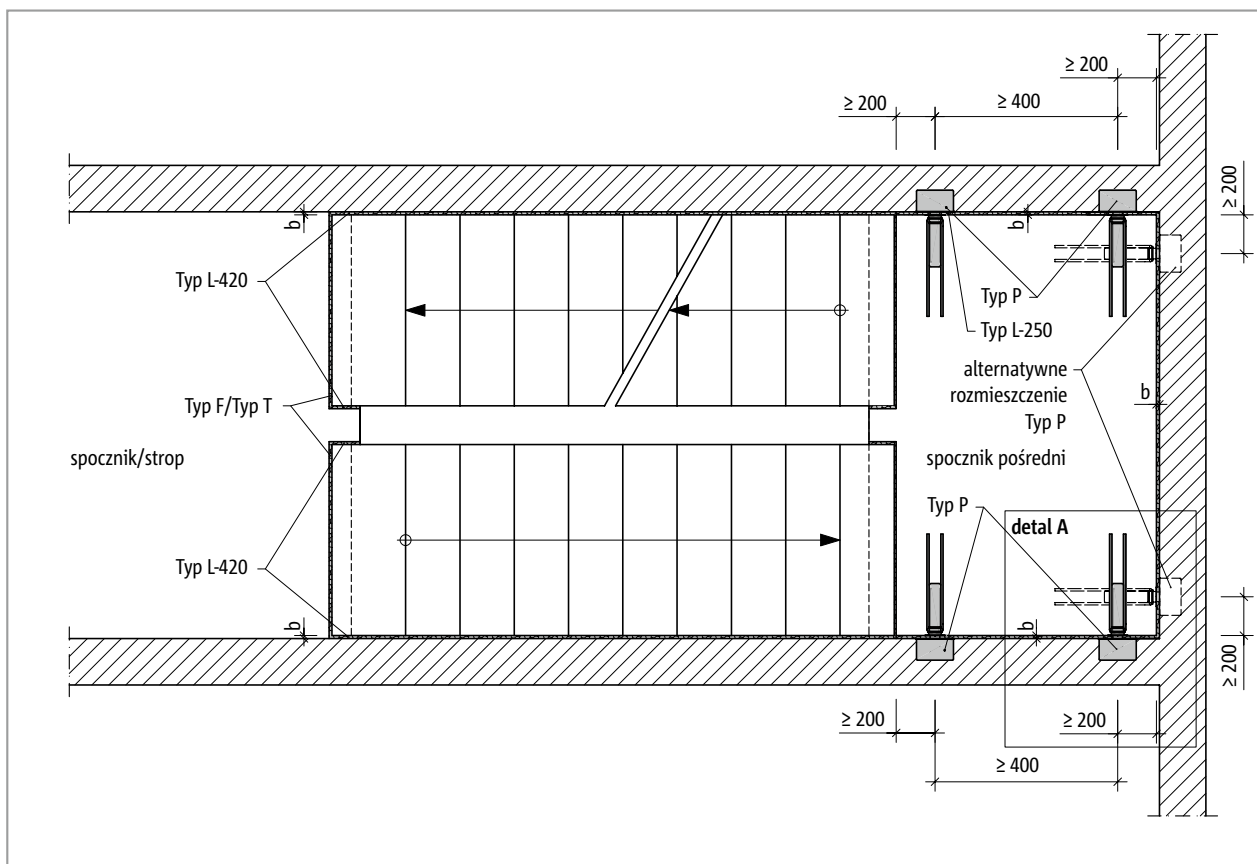 ≥ 200
≥ 200
≥ 400
≥ 200
b
b
Typ L-420
Typ P
Typ L-250
alternatywne
rozmieszczenie
Typ P
b
Typ F/Typ T
spocznik/strop
spocznik pośredni
Typ P
detal A
Typ L-420
b
b
≥ 200
≥ 200
≥ 200
≥ 400